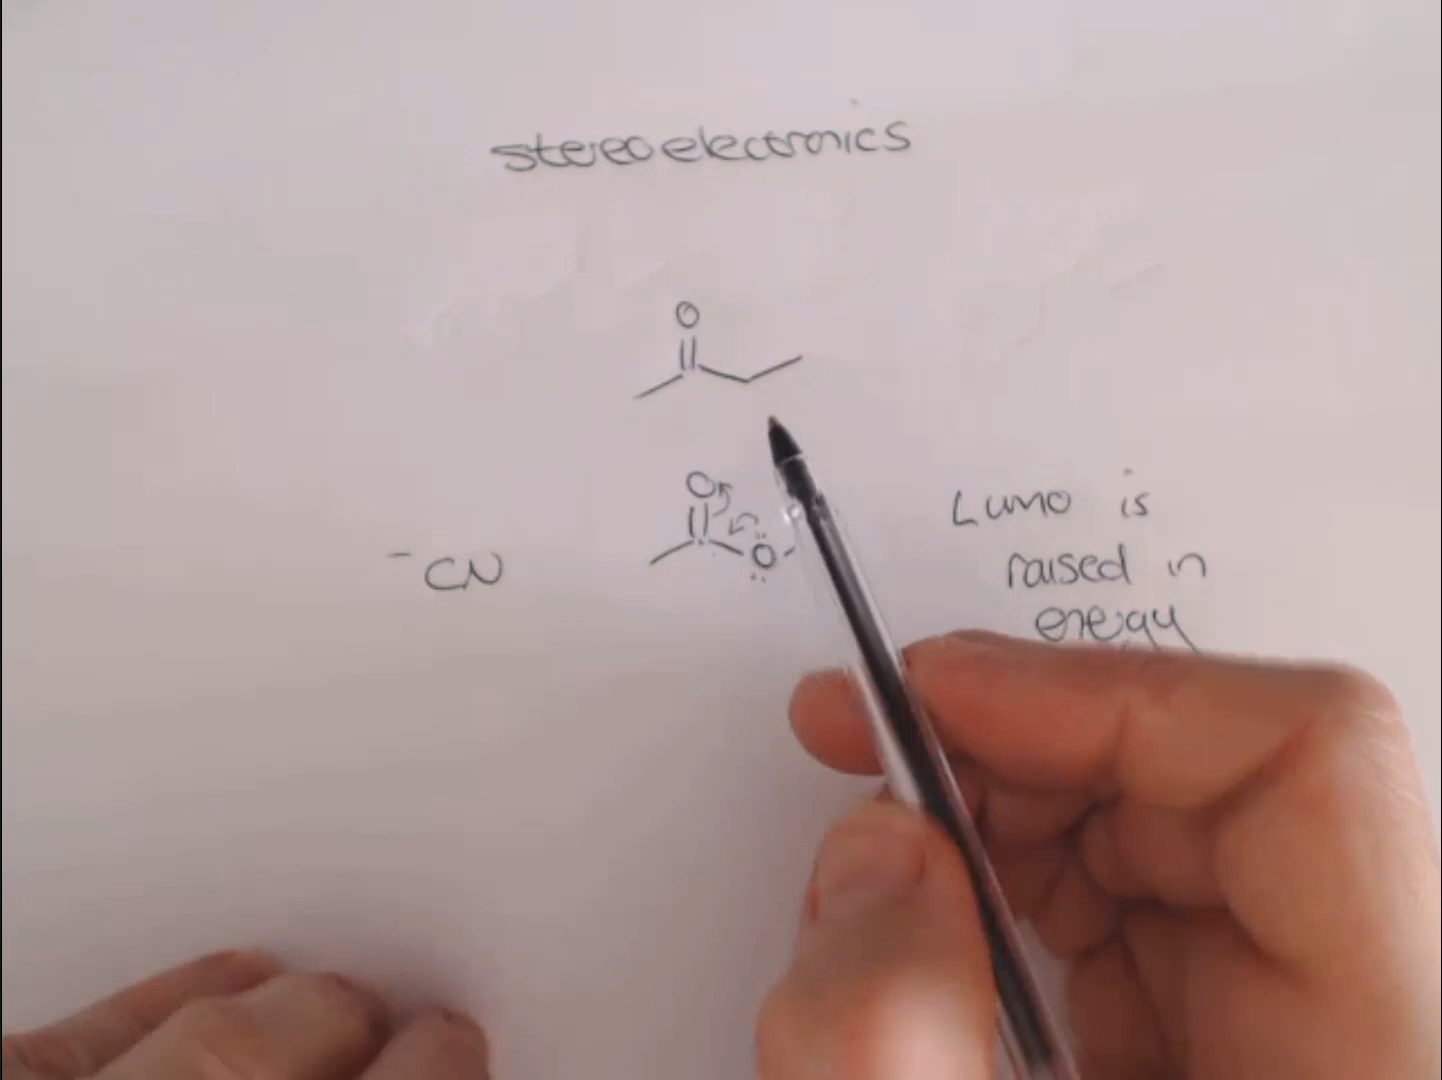 stereoelectronics
O
O
O
⁻CN
LUMO is
raised in
energy